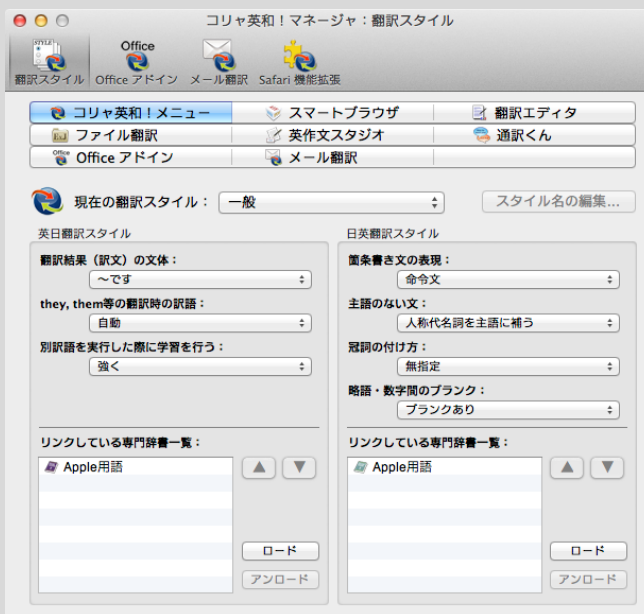 コリャ英和！マネージャ：翻訳スタイル
STYLE
Office
翻訳スタイル Office アドイン メール翻訳 Safari 機能拡張
コリャ英和！メニュー スマートブラウザ 翻訳エディタ
ファイル翻訳 英作文スタジオ 通訳くん
Office
Office アドイン メール翻訳
現在の翻訳スタイル： 一般 スタイル名の編集...
英日翻訳スタイル
翻訳結果（訳文）の文体：
〜です
they, them等の翻訳時の訳語：
自動
別訳語を実行した際に学習を行う：
強く
リンクしている専門辞書一覧：
Apple用語
ロード
アンロード
日英翻訳スタイル
箇条書き文の表現：
命令文
主語のない文：
人称代名詞を主語に補う
冠詞の付け方：
無指定
略語・数字間のブランク：
ブランクあり
リンクしている専門辞書一覧：
Apple用語
ロード
アンロード